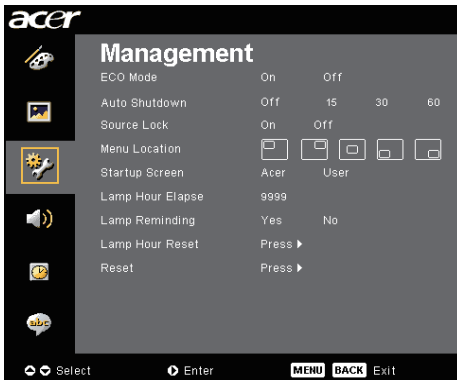 acer
Management
ECO Mode On Off
Auto Shutdown Off 15 30 60
Source Lock On Off
Menu Location
Startup Screen Acer User
Lamp Hour Elapse 9999
Lamp Reminding Yes No
Lamp Hour Reset Press
Reset Press
abc
Select Enter MENU BACK Exit